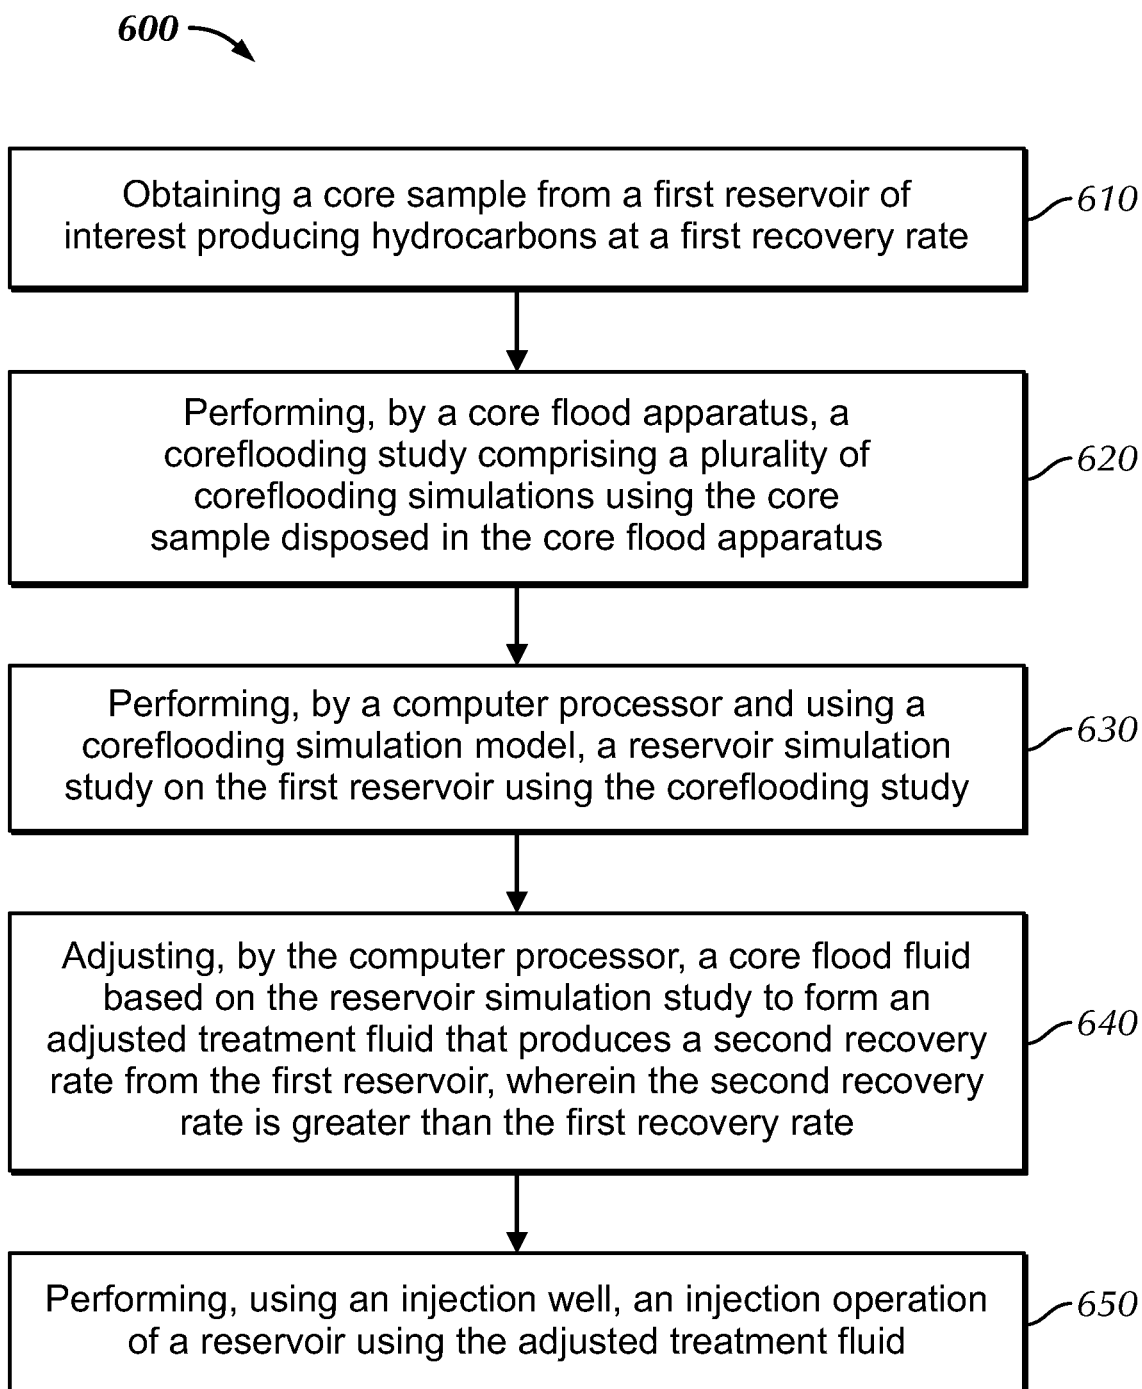 600
Obtaining a core sample from a first reservoir of
interest producing hydrocarbons at a first recovery rate
610
Performing, by a core flood apparatus, a
coreflooding study comprising a plurality of
coreflooding simulations using the core
sample disposed in the core flood apparatus
620
Performing, by a computer processor and using a
coreflooding simulation model, a reservoir simulation
study on the first reservoir using the coreflooding study
630
Adjusting, by the computer processor, a core flood fluid
based on the reservoir simulation study to form an
adjusted treatment fluid that produces a second recovery
rate from the first reservoir, wherein the second recovery
rate is greater than the first recovery rate
640
Performing, using an injection well, an injection operation
of a reservoir using the adjusted treatment fluid
650